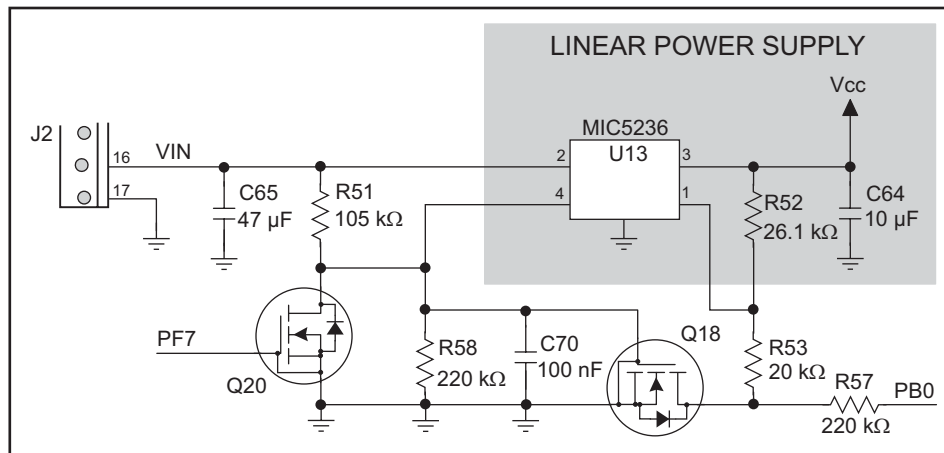 LINEAR POWER SUPPLY
Vcc
J2
16
VIN
17
C65
47 µF
R51
105 kΩ
MIC5236
U13
2
3
4
1
R52
26.1 kΩ
C64
10 µF
PF7
Q20
R58
220 kΩ
C70
100 nF
Q18
R53
20 kΩ
R57
220 kΩ
PB0